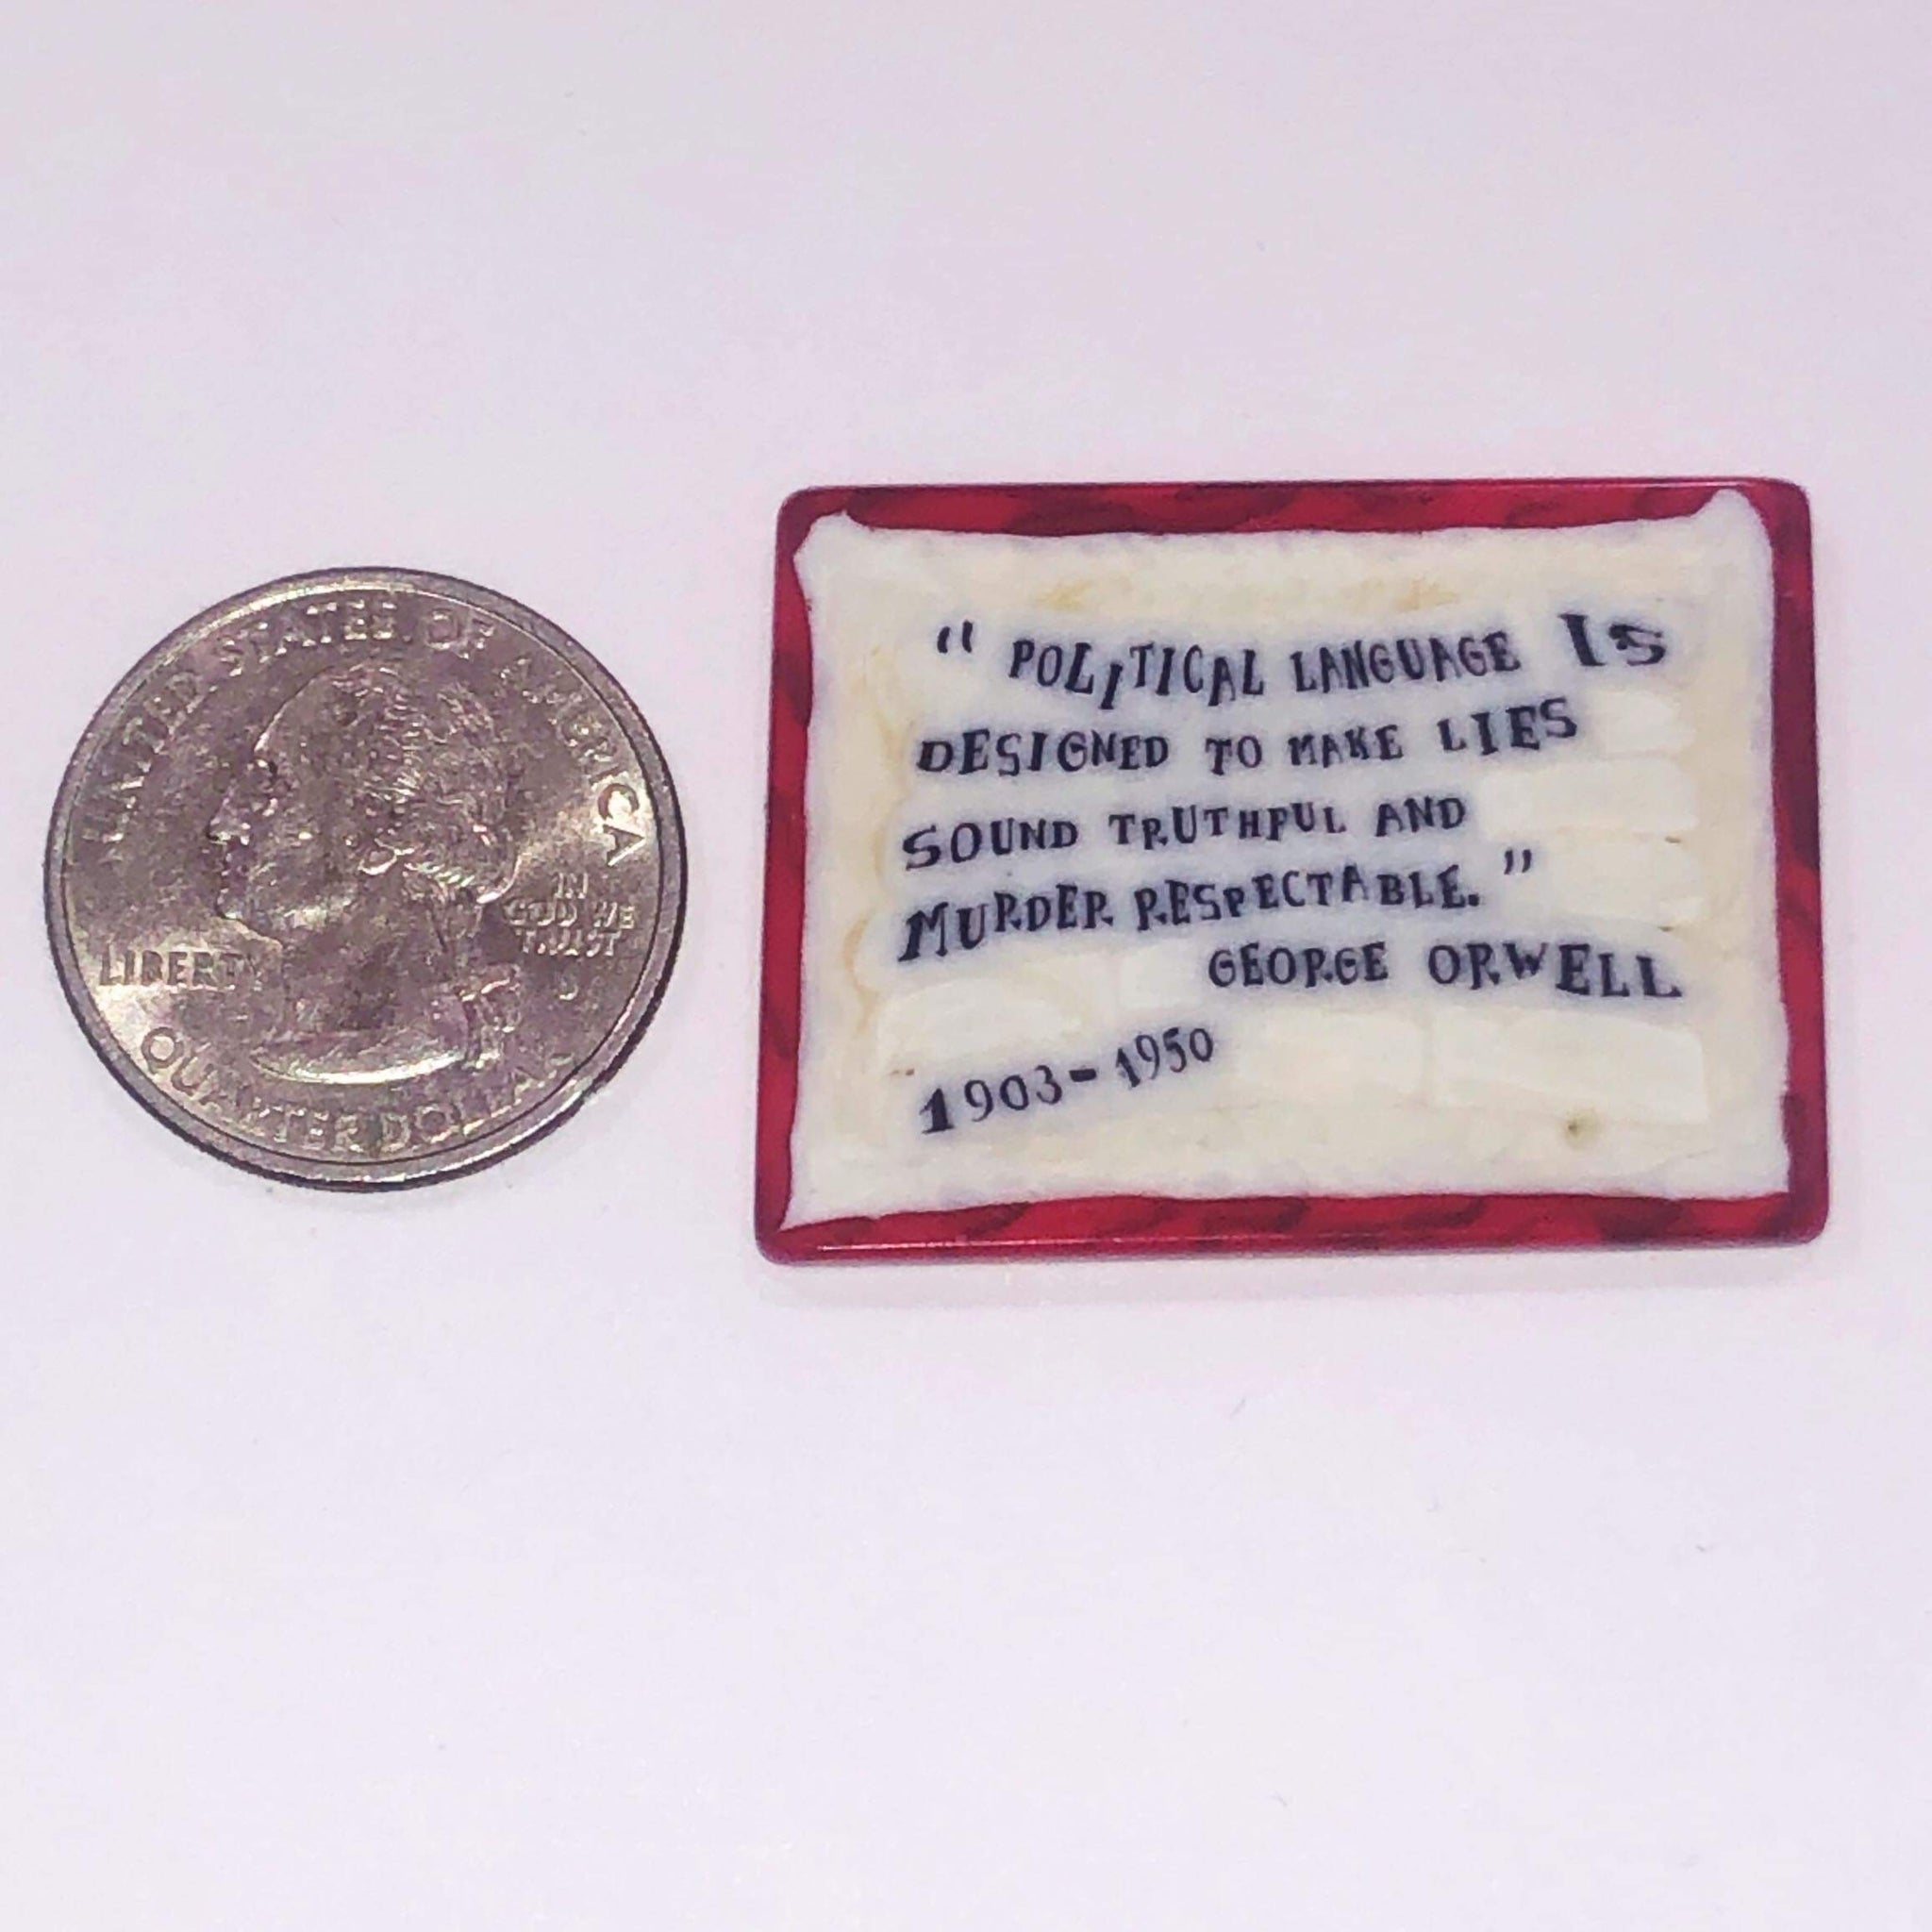 UNITED STATES OF AMERICA
LIBERTY
IN
GOD WE
TRUST
QUARTER DOLLAR
“ POLITICAL LANGUAGE IS
DESIGNED TO MAKE LIES
SOUND TRUTHFUL AND
MURDER RESPECTABLE. ”
GEORGE ORWELL
1903-1950